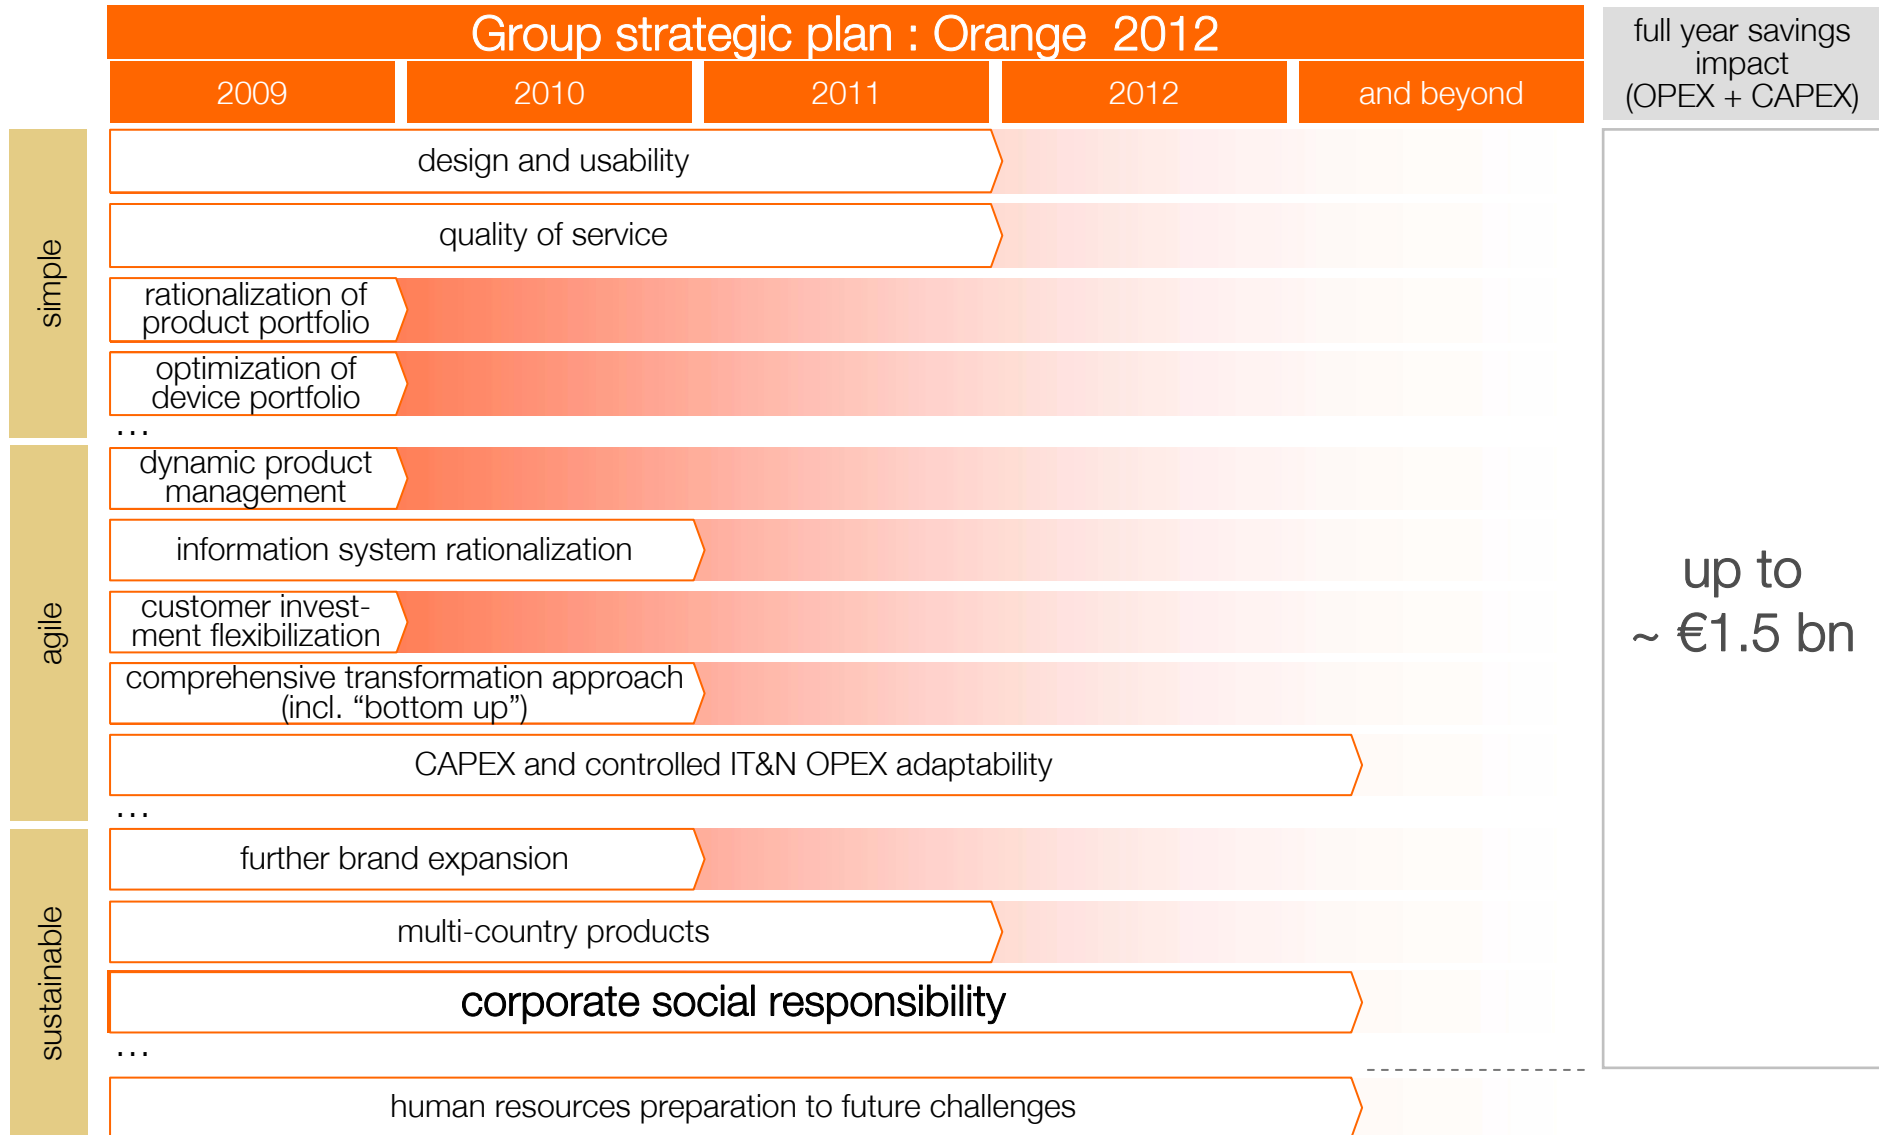 Group strategic plan : Orange 2012
full year savings
impact
(OPEX + CAPEX)
2009
2010
2011
2012
and beyond
simple
design and usability
quality of service
rationalization of
product portfolio
optimization of
device portfolio
...
agile
dynamic product
management
information system rationalization
customer invest-
ment flexibilization
comprehensive transformation approach
(incl. “bottom up”)
CAPEX and controlled IT&N OPEX adaptability
...
up to
~ €1.5 bn
sustainable
further brand expansion
multi-country products
corporate social responsibility
...
human resources preparation to future challenges